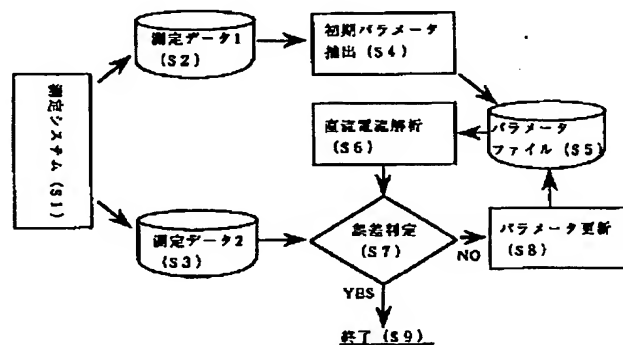 測定データ1
(S2)
初期パラメータ
抽出(S4)
測定システム(S1)
直流電流解析
(S6)
パラメータ
ファイル(S5)
測定データ2
(S3)
誤差判定
(S7)
NO
パラメータ更新
(S8)
YES
終了(S9)